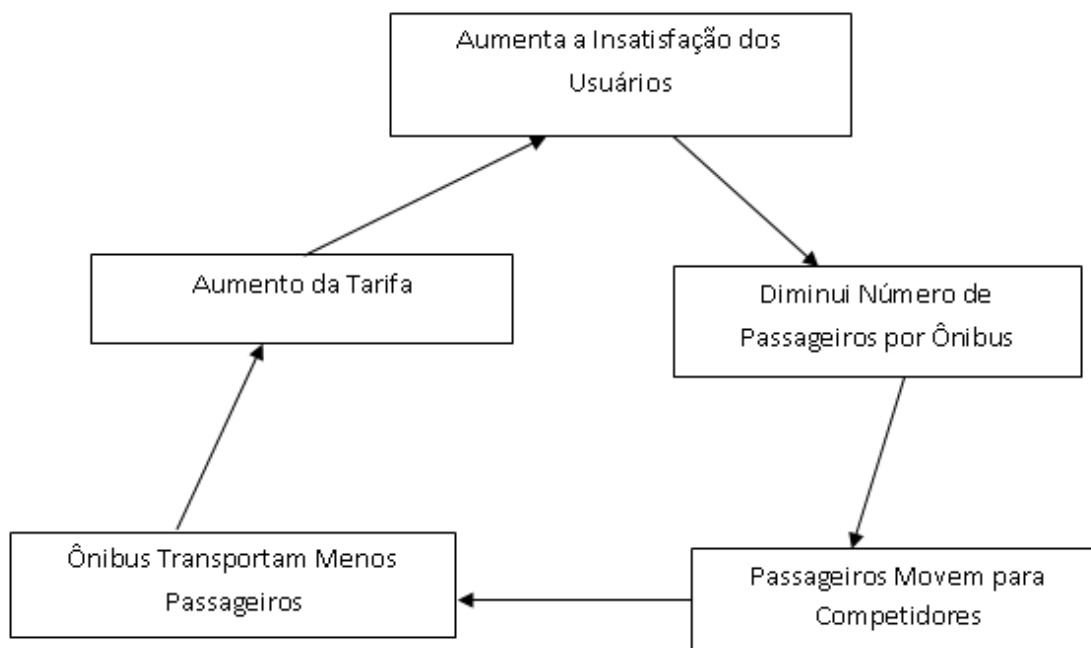 Aumenta a Insatisfação dos
Usuários
Aumento da Tarifa
Diminui Número de
Passageiros por Ônibus
Ônibus Transportam Menos
Passageiros
Passageiros Movem para
Competidores